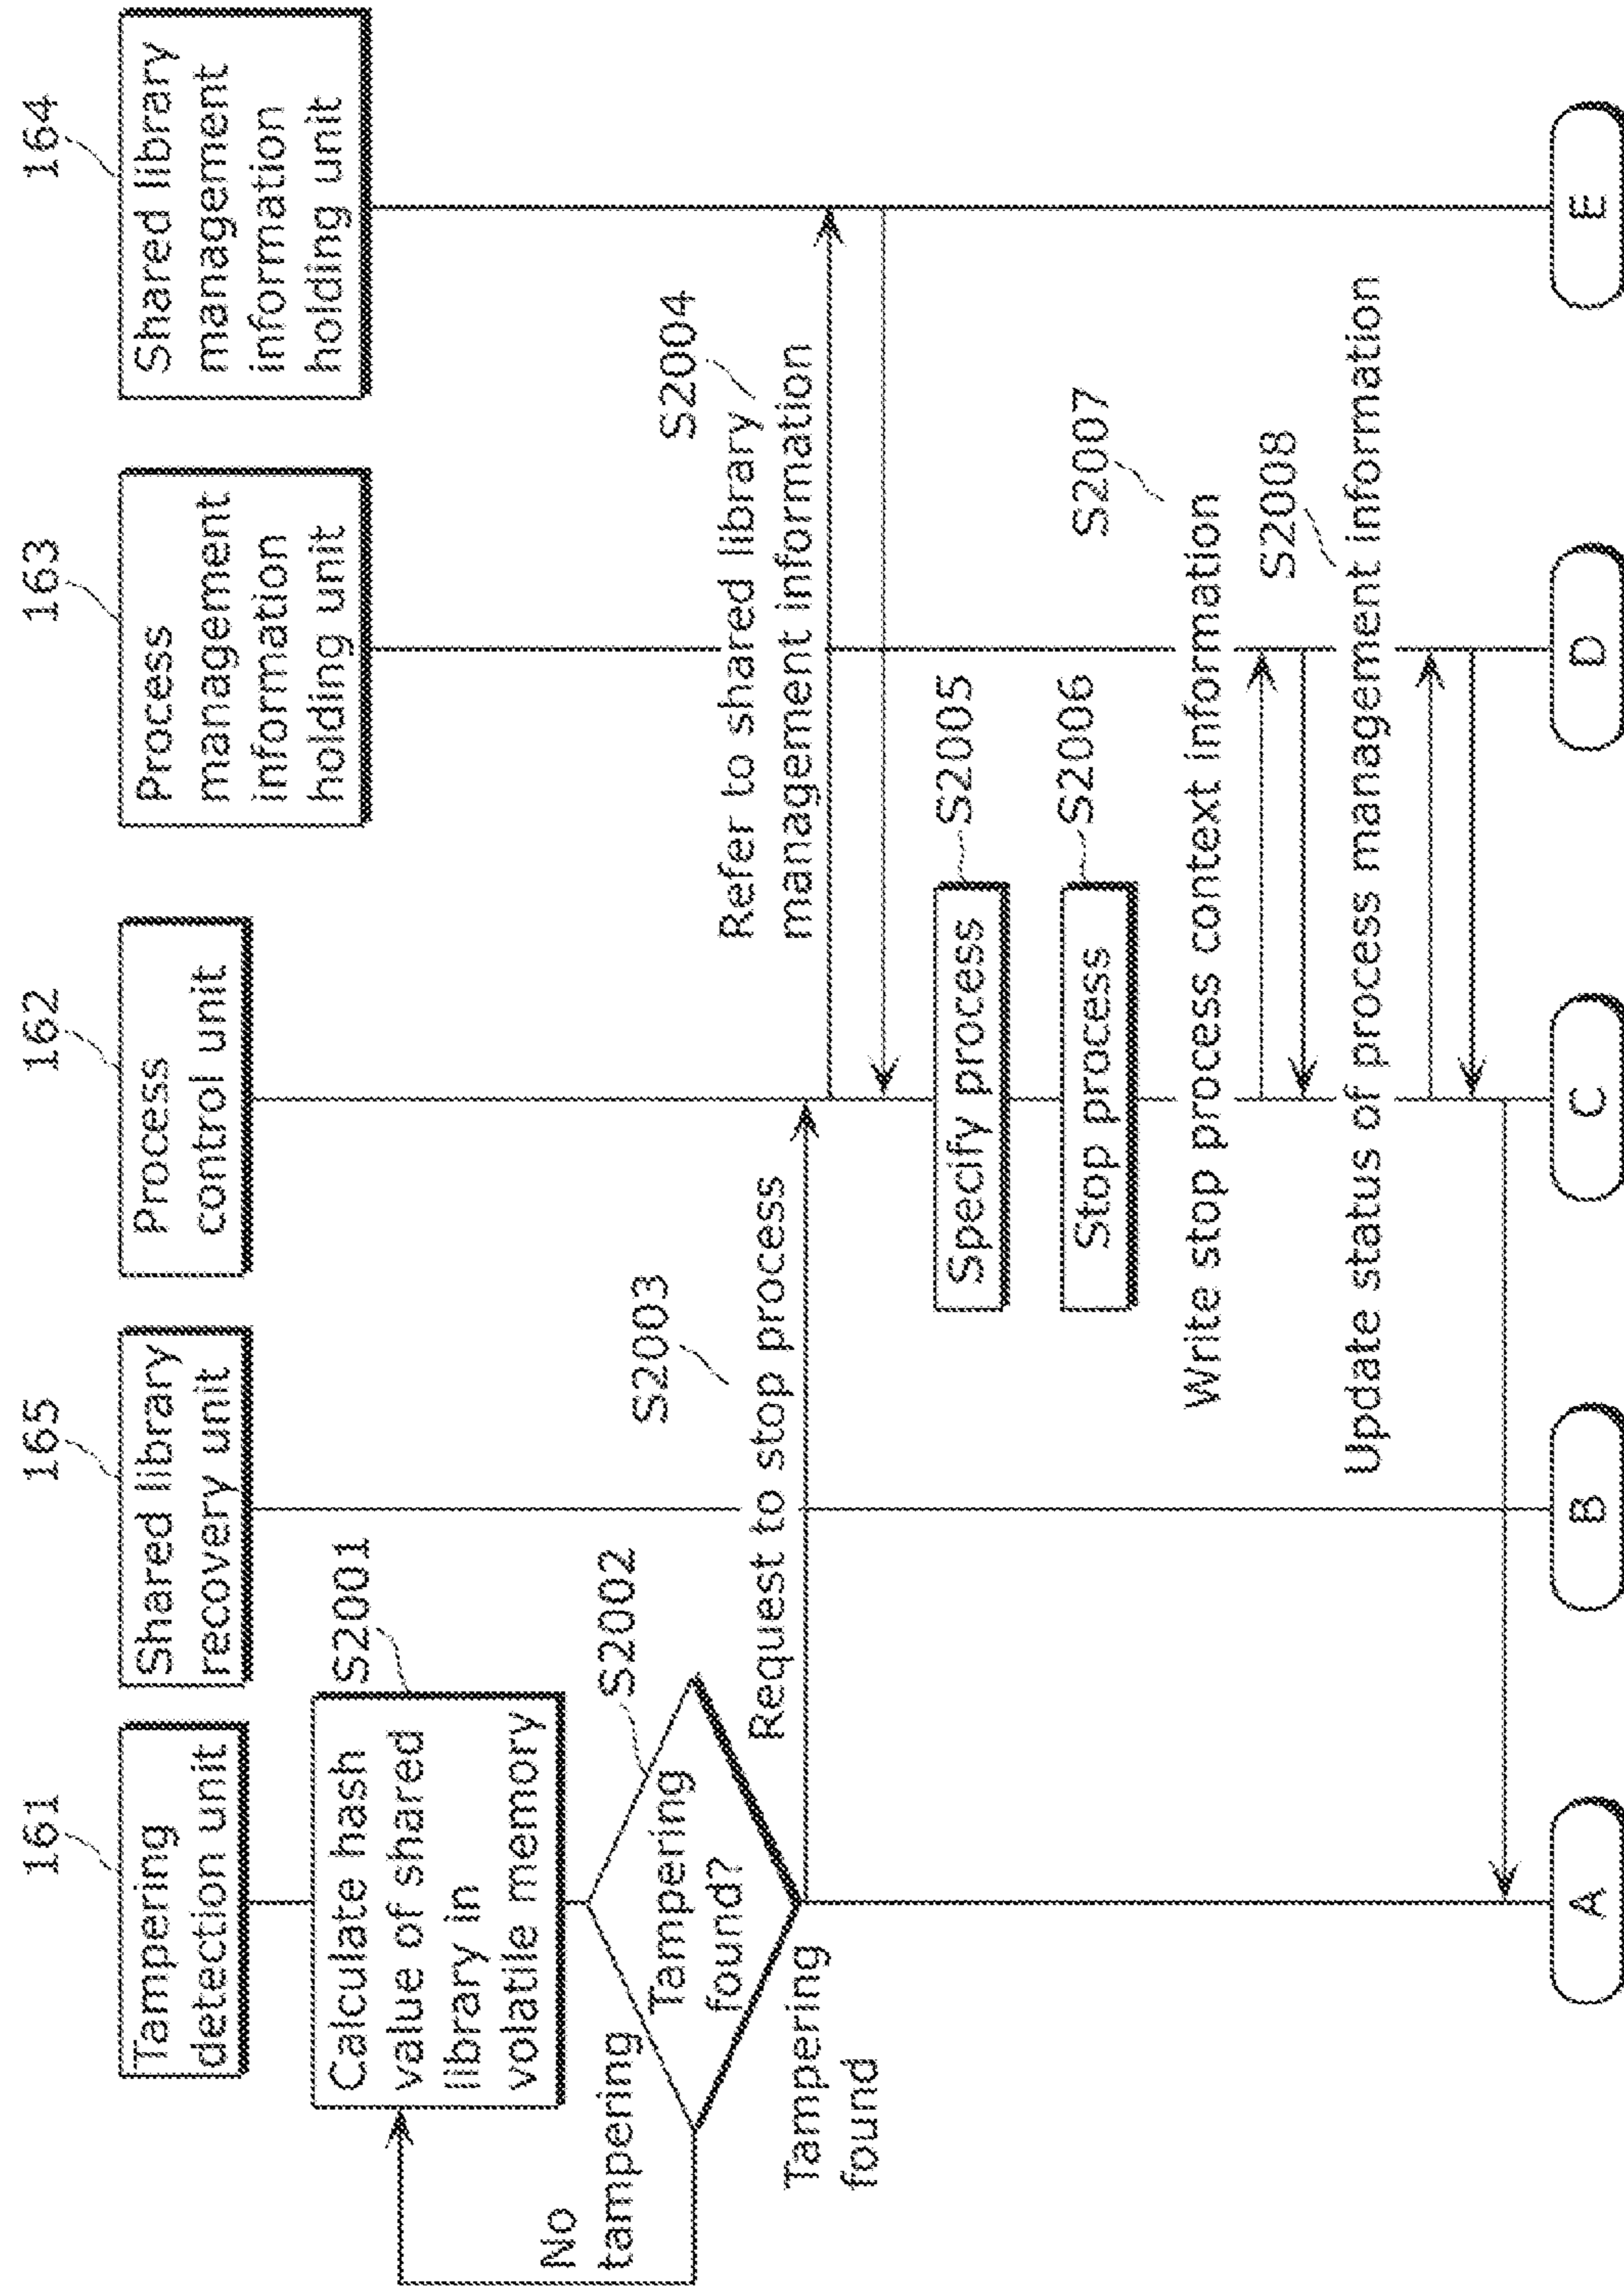 161
165
162
163
164
Tampering
detection unit
Shared library
recovery unit
Process
control unit
Process
management
information
holding unit
Shared library
management
information
holding unit
S2001
Calculate hash
value of shared
library in
volatile memory
S2002
No
tampering
Tampering
found?
Tampering
found
S2003
Request to stop process
S2004
Refer to shared library
management information
Specify process
S2005
Stop process
S2006
S2007
Write stop process context information
S2008
Update status of process management information
A
B
C
D
E